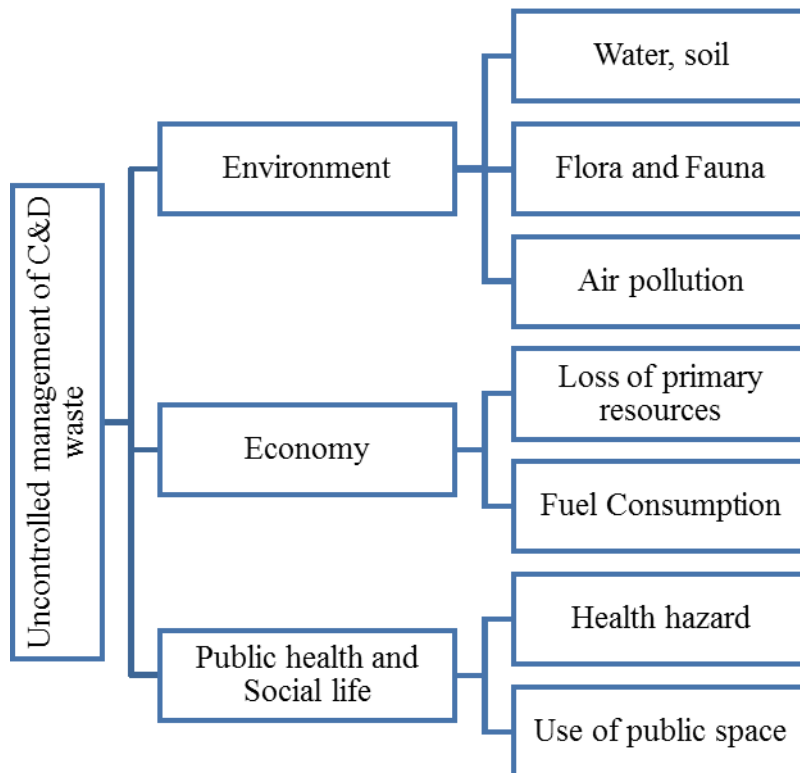 Uncontrolled management of C&D
waste
Environment
Water, soil
Flora and Fauna
Air pollution
Economy
Loss of primary
resources
Fuel Consumption
Public health and
Social life
Health hazard
Use of public space